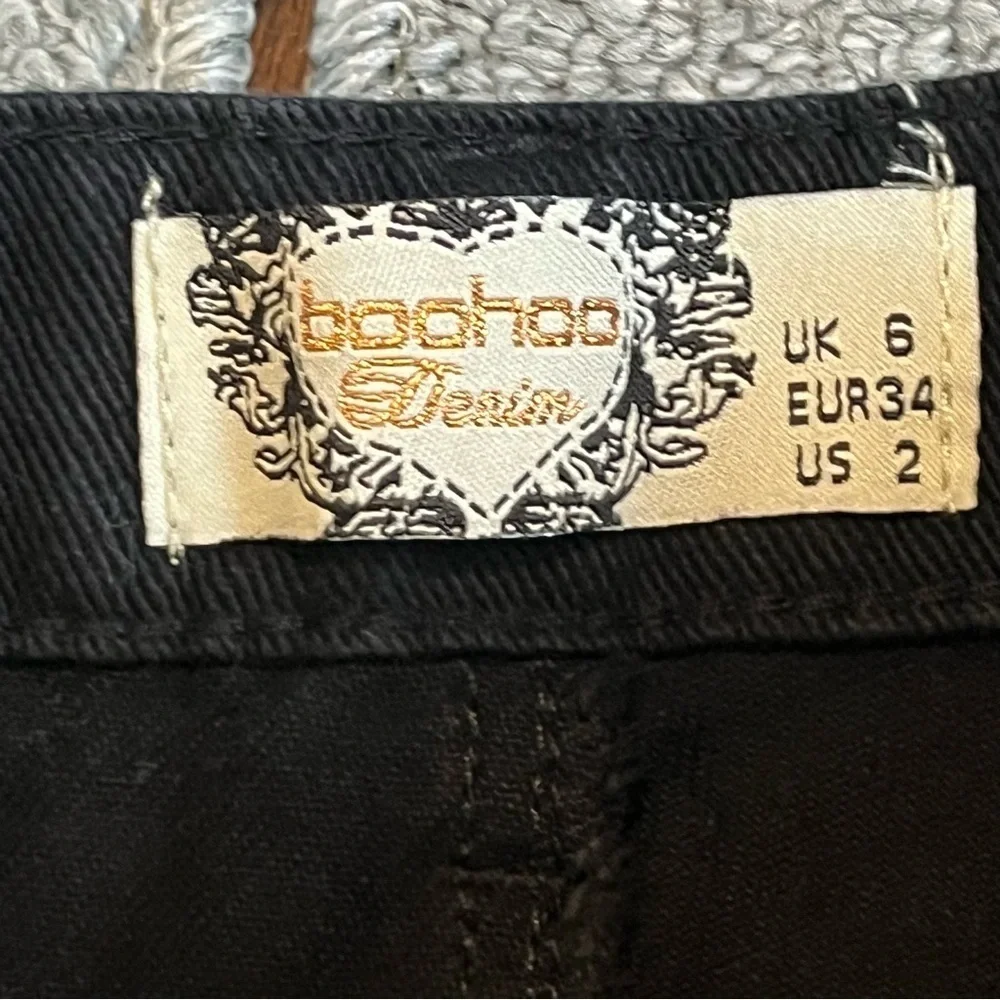 boohoo
Denim
UK 6
EUR34
US 2